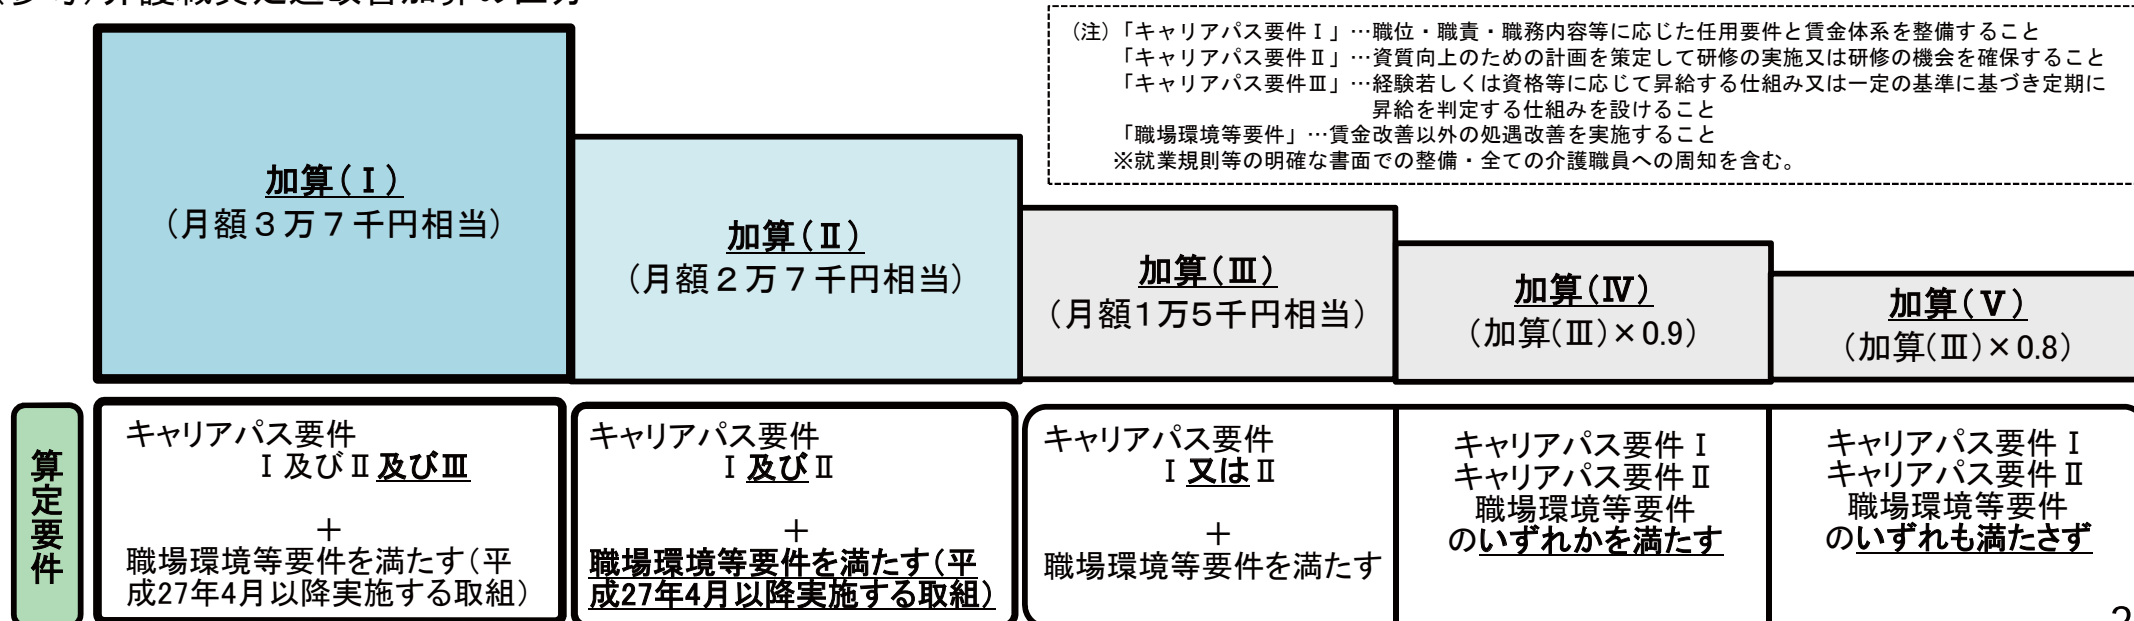 (参考)介護職員処遇改善加算の区分
(注)「キャリアパス要件Ⅰ」…職位・職責・職務内容等に応じた任用要件と賃金体系を整備すること
「キャリアパス要件Ⅱ」…資質向上のための計画を策定して研修の実施又は研修の機会を確保すること
「キャリアパス要件Ⅲ」…経験若しくは資格等に応じて昇給する仕組み又は一定の基準に基づき定期に
昇給を判定する仕組みを設けること
「職場環境等要件」…賃金改善以外の処遇改善を実施すること
※就業規則等の明確な書面での整備・全ての介護職員への周知を含む。
加算(Ⅰ)
(月額3万7千円相当)
加算(Ⅱ)
(月額2万7千円相当)
加算(Ⅲ)
(月額1万5千円相当)
加算(Ⅳ)
(加算(Ⅲ)×0.9)
加算(Ⅴ)
(加算(Ⅲ)×0.8)
算定要件
キャリアパス要件
Ⅰ及びⅡ及びⅢ
+
職場環境等要件を満たす(平
成27年4月以降実施する取組)
キャリアパス要件
Ⅰ及びⅡ
+
職場環境等要件を満たす(平
成27年4月以降実施する取組)
キャリアパス要件
Ⅰ又はⅡ
+
職場環境等要件を満たす
キャリアパス要件Ⅰ
キャリアパス要件Ⅱ
職場環境等要件
のいずれかを満たす
キャリアパス要件Ⅰ
キャリアパス要件Ⅱ
職場環境等要件
のいずれも満たさず
2